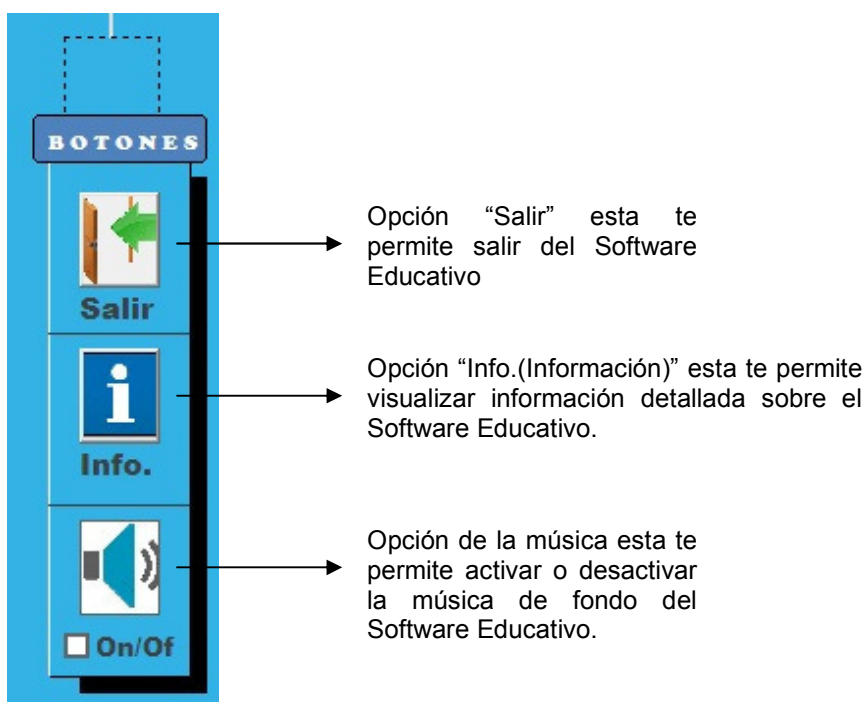 BOTONES
Salir
Opción “Salir” esta te
permite salir del Software
Educativo
Info.
Opción “Info.(Información)” esta te permite
visualizar información detallada sobre el
Software Educativo.
On/Of
Opción de la música esta te
permite activar o desactivar
la música de fondo del
Software Educativo.